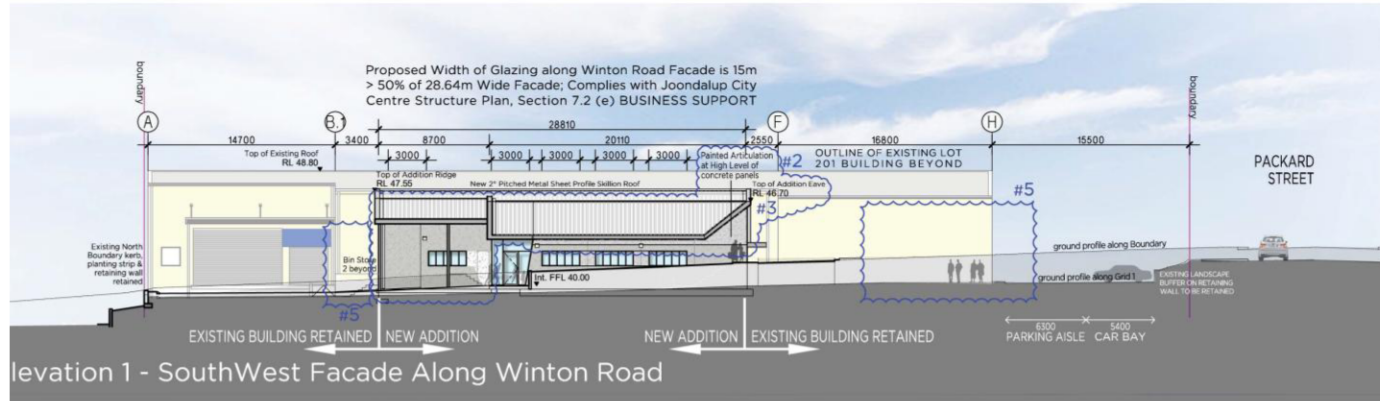 Proposed Width of Glazing along Winton Road Facade is 15m
> 50% of 28.64m Wide Facade; Complies with Joondalup City
Centre Structure Plan, Section 7.2 (e) BUSINESS SUPPORT
boundary
boundary
A
B.1
F
H
28810
14700
3400
8700
20110
2550
16800
15500
3000
3000
3000
3000
3000
Top of Existing Roof
RL 48.80
Painted Articulation
at High Level of
concrete panels
#2
OUTLINE OF EXISTING LOT
201 BUILDING BEYOND
PACKARD
STREET
Top of Addition Ridge
RL 47.55
New 2° Pitched Metal Sheet Profile Skillion Roof
Top of Addition Eave
RL 46.70
#3
#5
Existing North
Boundary kerb,
planting strip &
retaining wall
retained
Bin Store
2 beyond
Int. FFL 40.00
ground profile along Boundary
ground profile along Grid 1
EXISTING LANDSCAPE
BUFFER ON RETAINING
WALL TO BE RETAINED
#5
6300
PARKING AISLE
5400
CAR BAY
EXISTING BUILDING RETAINED
NEW ADDITION
NEW ADDITION
EXISTING BUILDING RETAINED
levation 1 - SouthWest Facade Along Winton Road